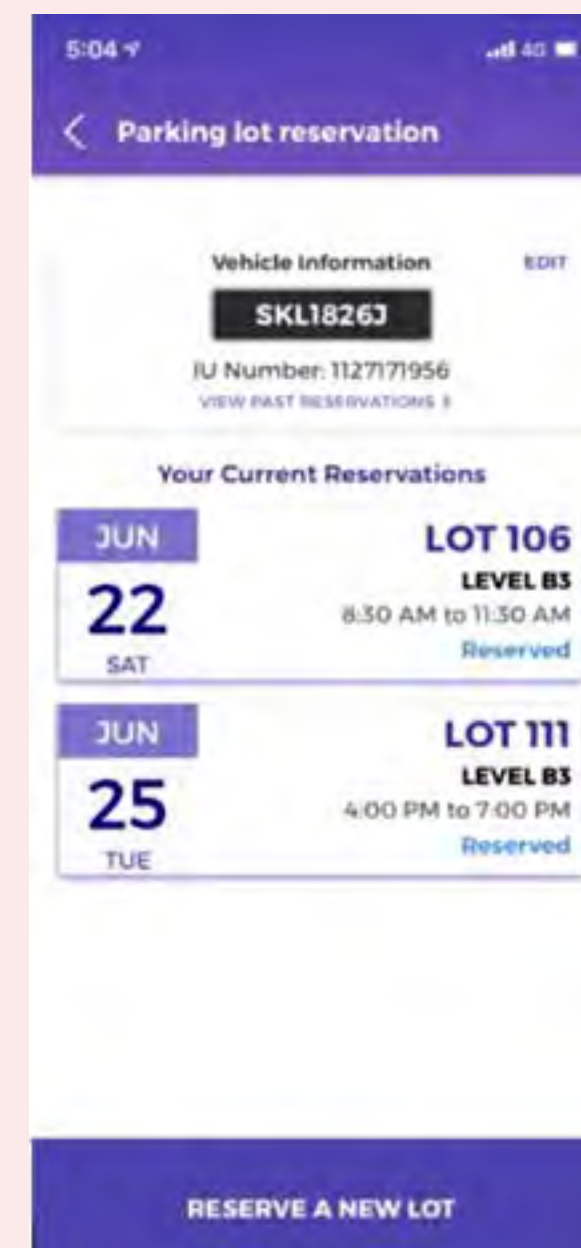 5:04
4G
Parking lot reservation
Vehicle Information
EDIT
SKL1826J
IU Number: 1127171956
VIEW PAST RESERVATIONS
Your Current Reservations
JUN
22
SAT
LOT 106
LEVEL B3
8:30 AM to 11:30 AM
Reserved
JUN
25
TUE
LOT 111
LEVEL B3
4:00 PM to 7:00 PM
Reserved
RESERVE A NEW LOT